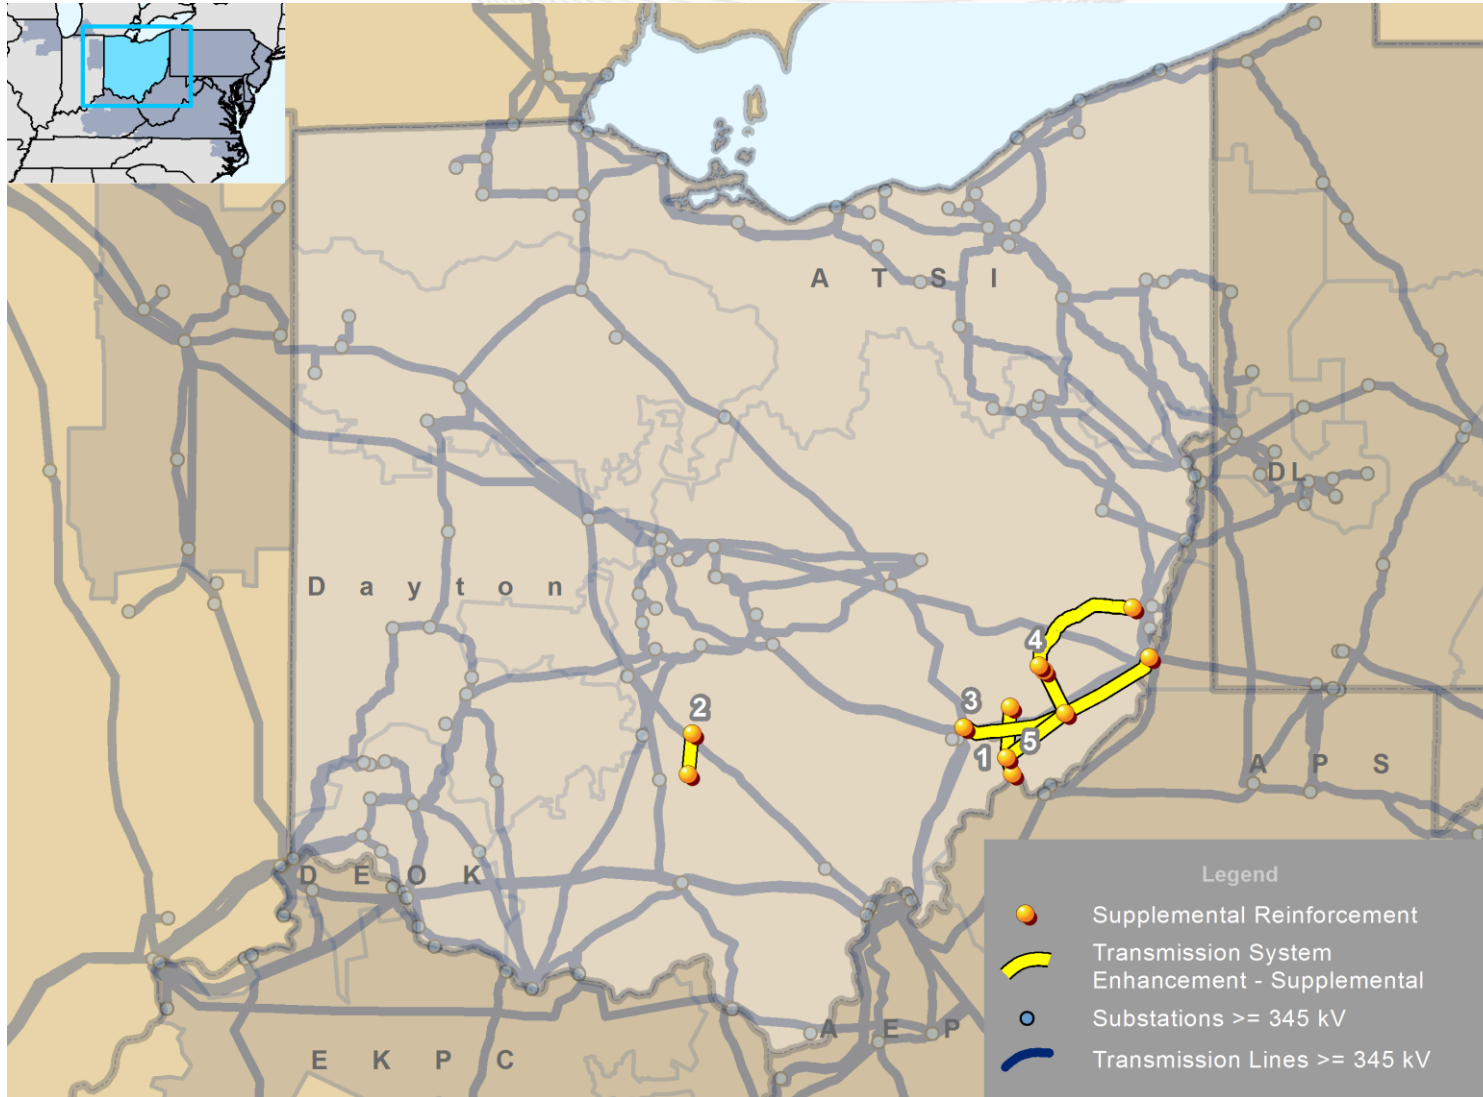 A T S I
D L
D a y t o n
4
2
3
1
5
A P S
D E O K
A E P
E K P C
Legend
Supplemental Reinforcement
Transmission System
Enhancement - Supplemental
Substations >= 345 kV
Transmission Lines >= 345 kV